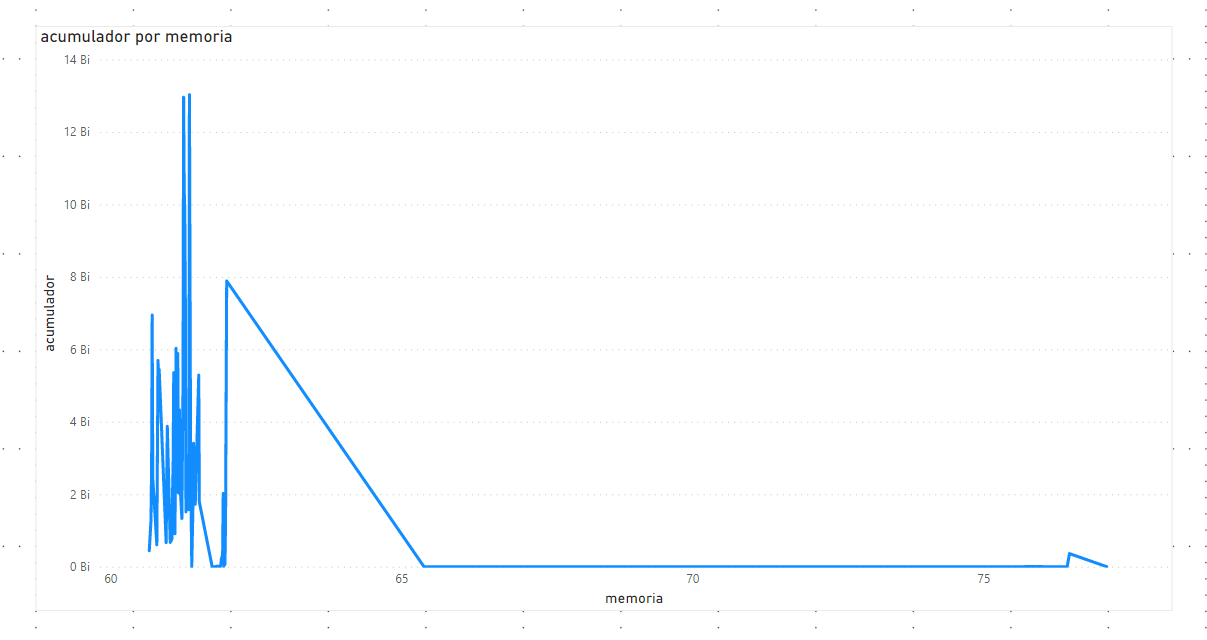 acumulador por memoria
14 Bi
12 Bi
10 Bi
8 Bi
6 Bi
4 Bi
2 Bi
0 Bi
acumulador
60 65 70 75
memoria